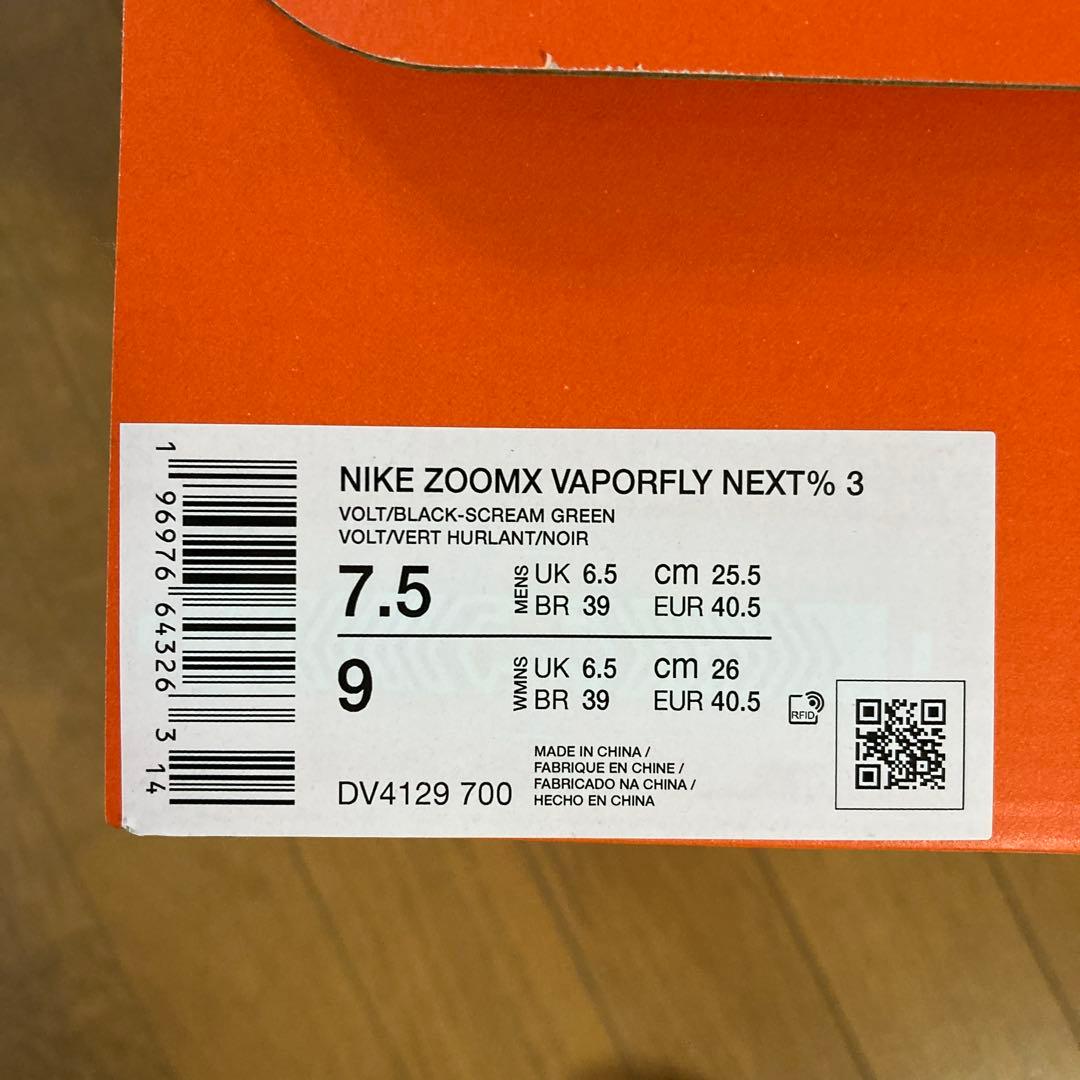 NIKE ZOOMX VAPORFLY NEXT% 3
VOLT/BLACK-SCREAM GREEN
VOLT/VERT HURLANT/NOIR
7.5 MENS UK 6.5 cm 25.5
BR 39 EUR 40.5
9 WMNS UK 6.5 cm 26
BR 39 EUR 40.5
RFID
DV4129 700
MADE IN CHINA /
FABRIQUE EN CHINE /
FABRICADO NA CHINA /
HECHO EN CHINA
1 96976 64326 3 14